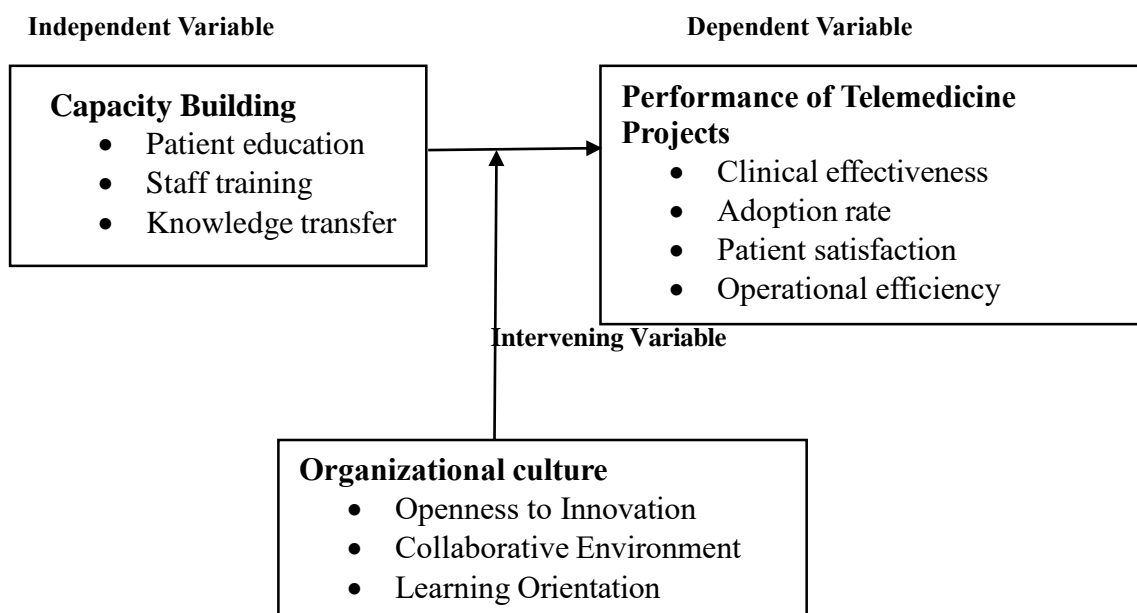 Independent Variable
Dependent Variable
Capacity Building
• Patient education
• Staff training
• Knowledge transfer
Performance of Telemedicine
Projects
• Clinical effectiveness
• Adoption rate
• Patient satisfaction
• Operational efficiency
Intervening Variable
Organizational culture
• Openness to Innovation
• Collaborative Environment
• Learning Orientation